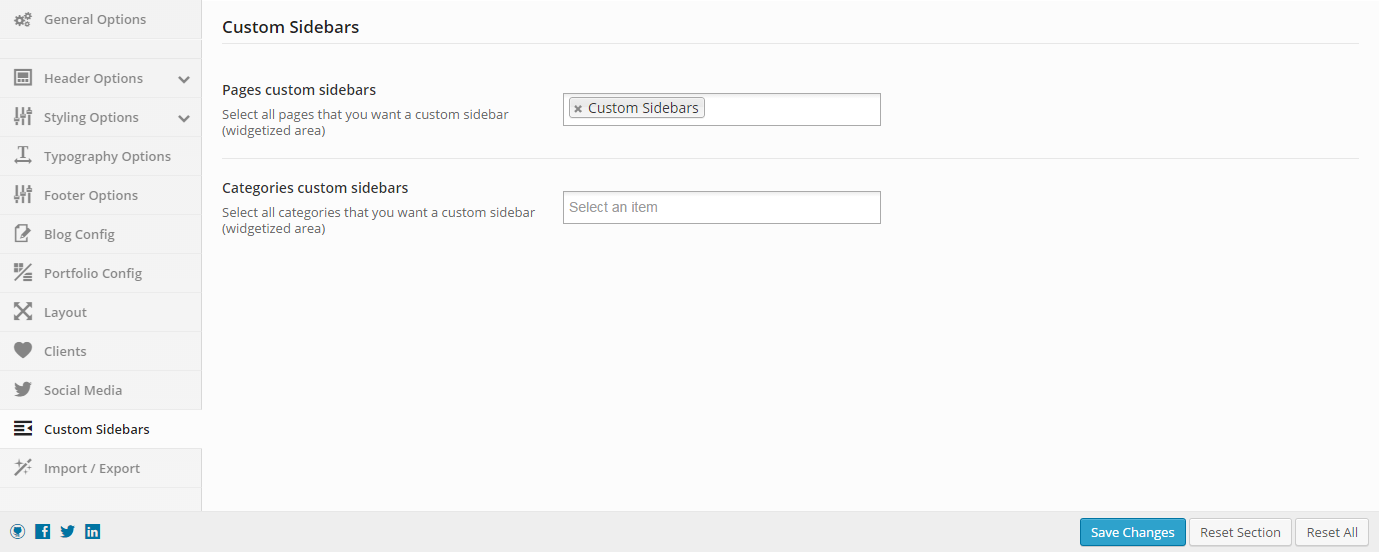 General Options
Header Options
Styling Options
Typography Options
Footer Options
Blog Config
Portfolio Config
Layout
Clients
Social Media
Custom Sidebars
Import / Export
Custom Sidebars
Pages custom sidebars
Select all pages that you want a custom sidebar
(widgetized area)
Custom Sidebars
Categories custom sidebars
Select all categories that you want a custom sidebar
(widgetized area)
Select an item
Save Changes
Reset Section
Reset All